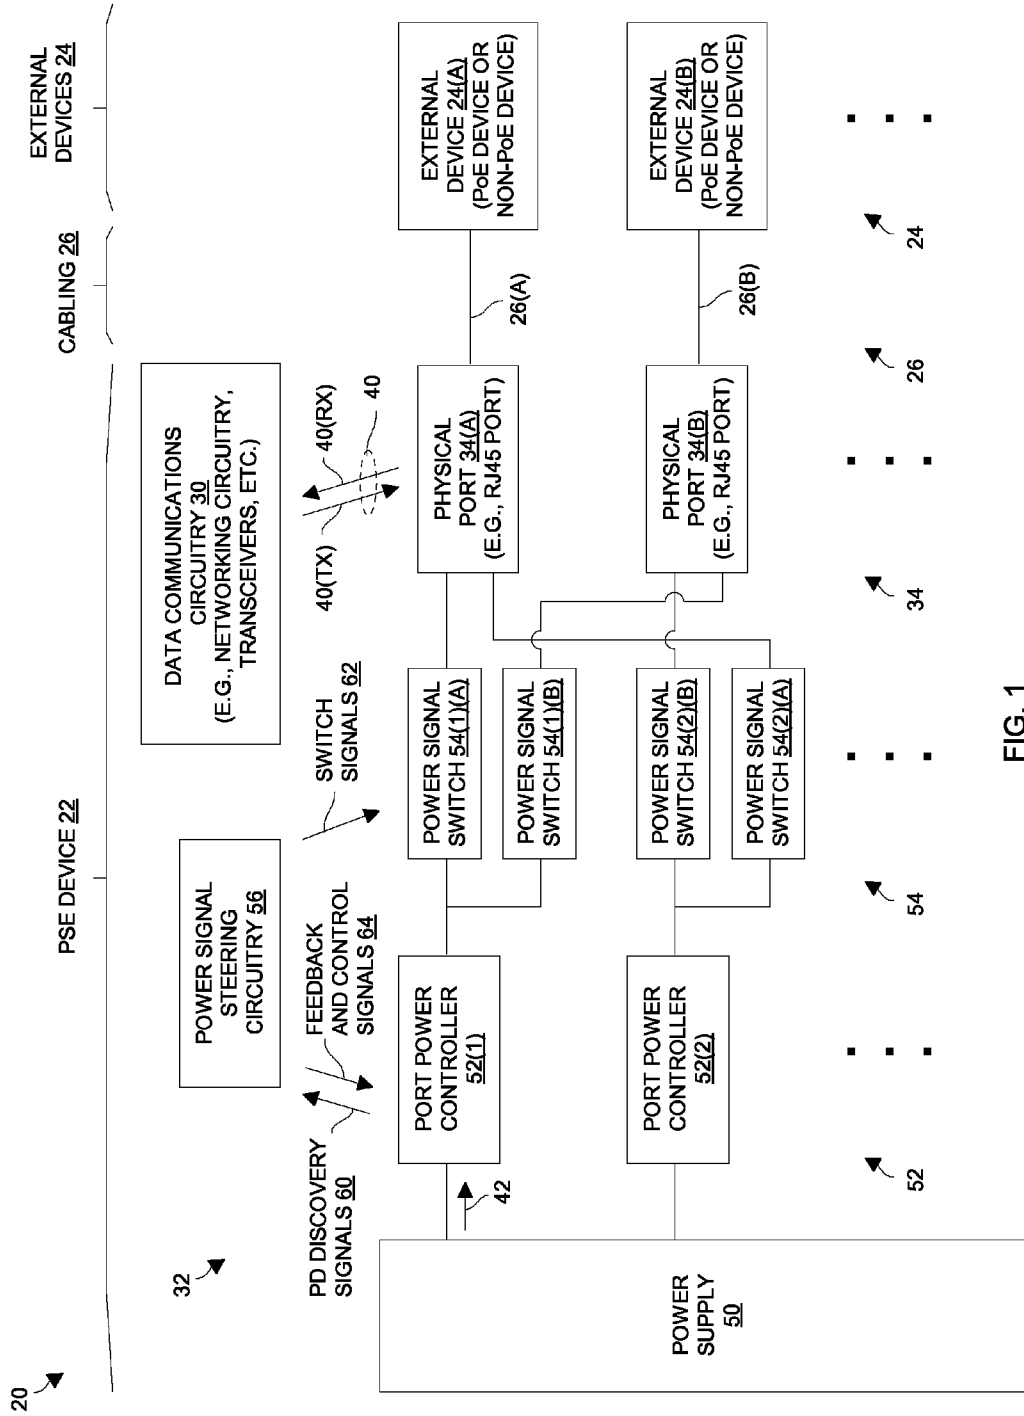 20
PSE DEVICE 22
CABLING 26
EXTERNAL
DEVICES 24
32
POWER SIGNAL
STEERING
CIRCUITRY 56
DATA COMMUNICATIONS
CIRCUITRY 30
(E.G., NETWORKING CIRCUITRY,
TRANSCEIVERS, ETC.)
PD DISCOVERY
SIGNALS 60
FEEDBACK
AND CONTROL
SIGNALS 64
SWITCH
SIGNALS 62
40(TX)
40(RX)
40
42
PORT POWER
CONTROLLER
52(1)
POWER SIGNAL
SWITCH 54(1)(A)
POWER SIGNAL
SWITCH 54(1)(B)
PHYSICAL
PORT 34(A)
(E.G., RJ45 PORT)
26(A)
EXTERNAL
DEVICE 24(A)
(PoE DEVICE OR
NON-PoE DEVICE)
POWER
SUPPLY
50
PORT POWER
CONTROLLER
52(2)
POWER SIGNAL
SWITCH 54(2)(B)
POWER SIGNAL
SWITCH 54(2)(A)
PHYSICAL
PORT 34(B)
(E.G., RJ45 PORT)
26(B)
EXTERNAL
DEVICE 24(B)
(PoE DEVICE OR
NON-PoE DEVICE)
52
54
34
26
24
FIG. 1